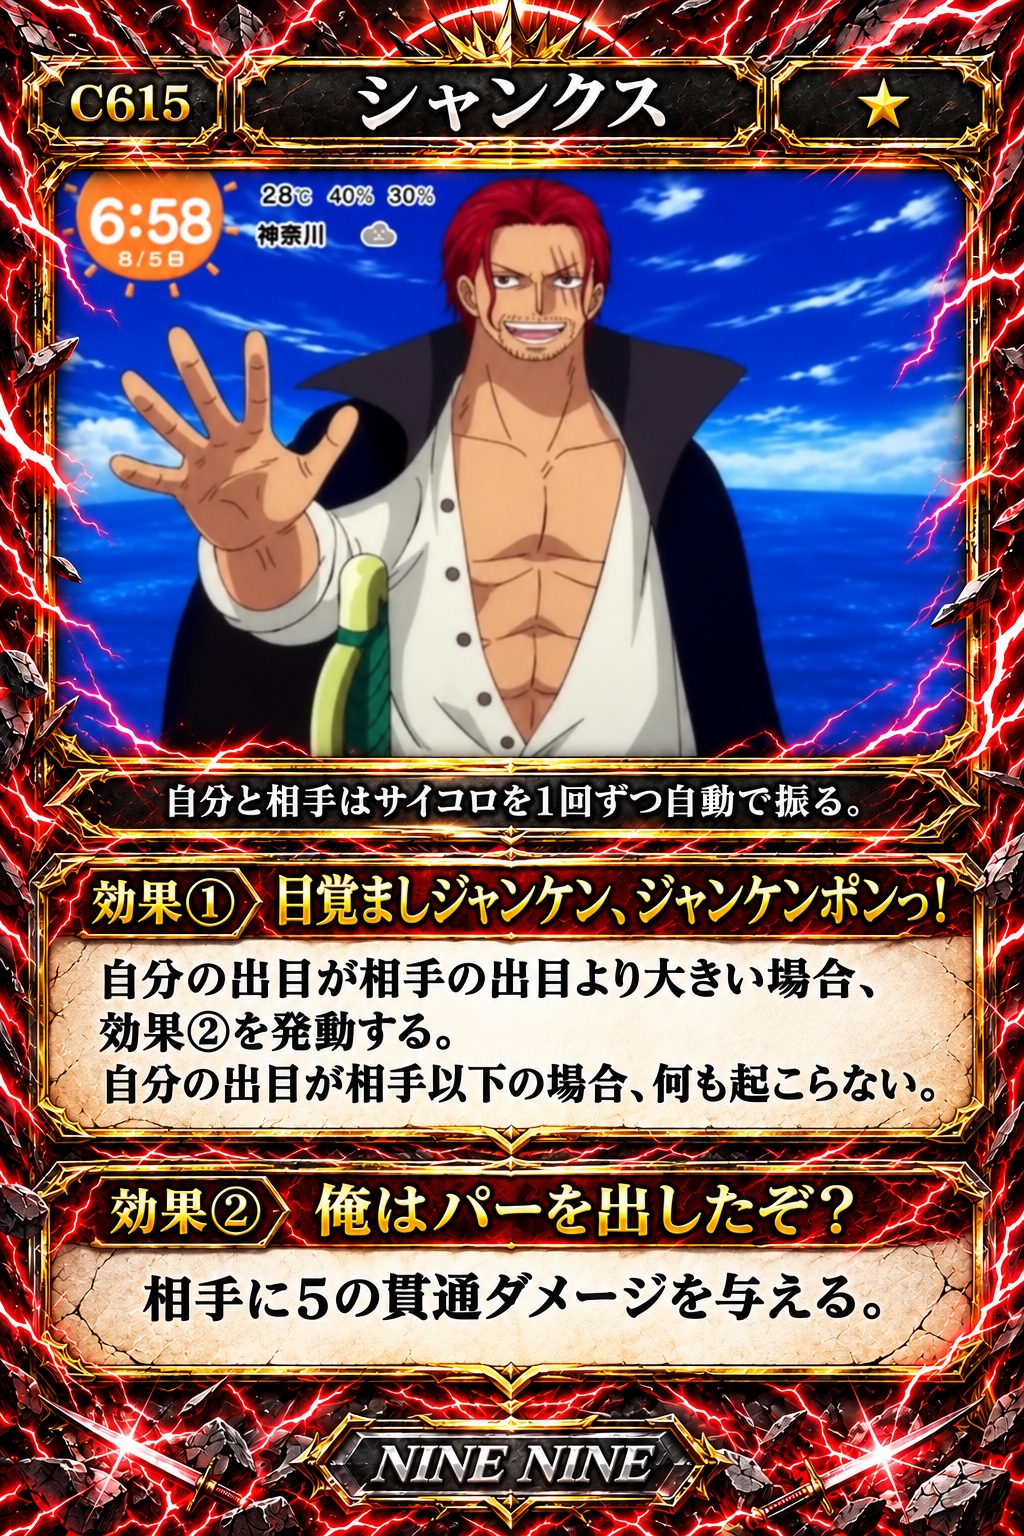 C615
シャンクス
6:58
8/5日
28℃ 40% 30%
神奈川
自分と相手はサイコロを1回ずつ自動で振る。
効果① 目覚ましジャンケン、ジャンケンポンっ!
自分の出目が相手の出目より大きい場合、
効果②を発動する。
自分の出目が相手以下の場合、何も起こらない。
効果② 俺はパーを出したぞ?
相手に5の貫通ダメージを与える。
NINE NINE